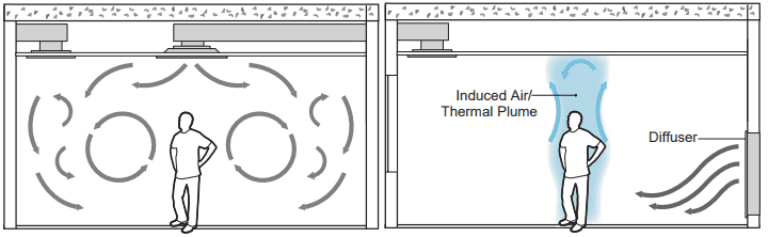 Induced Air/
Thermal Plume
Diffuser